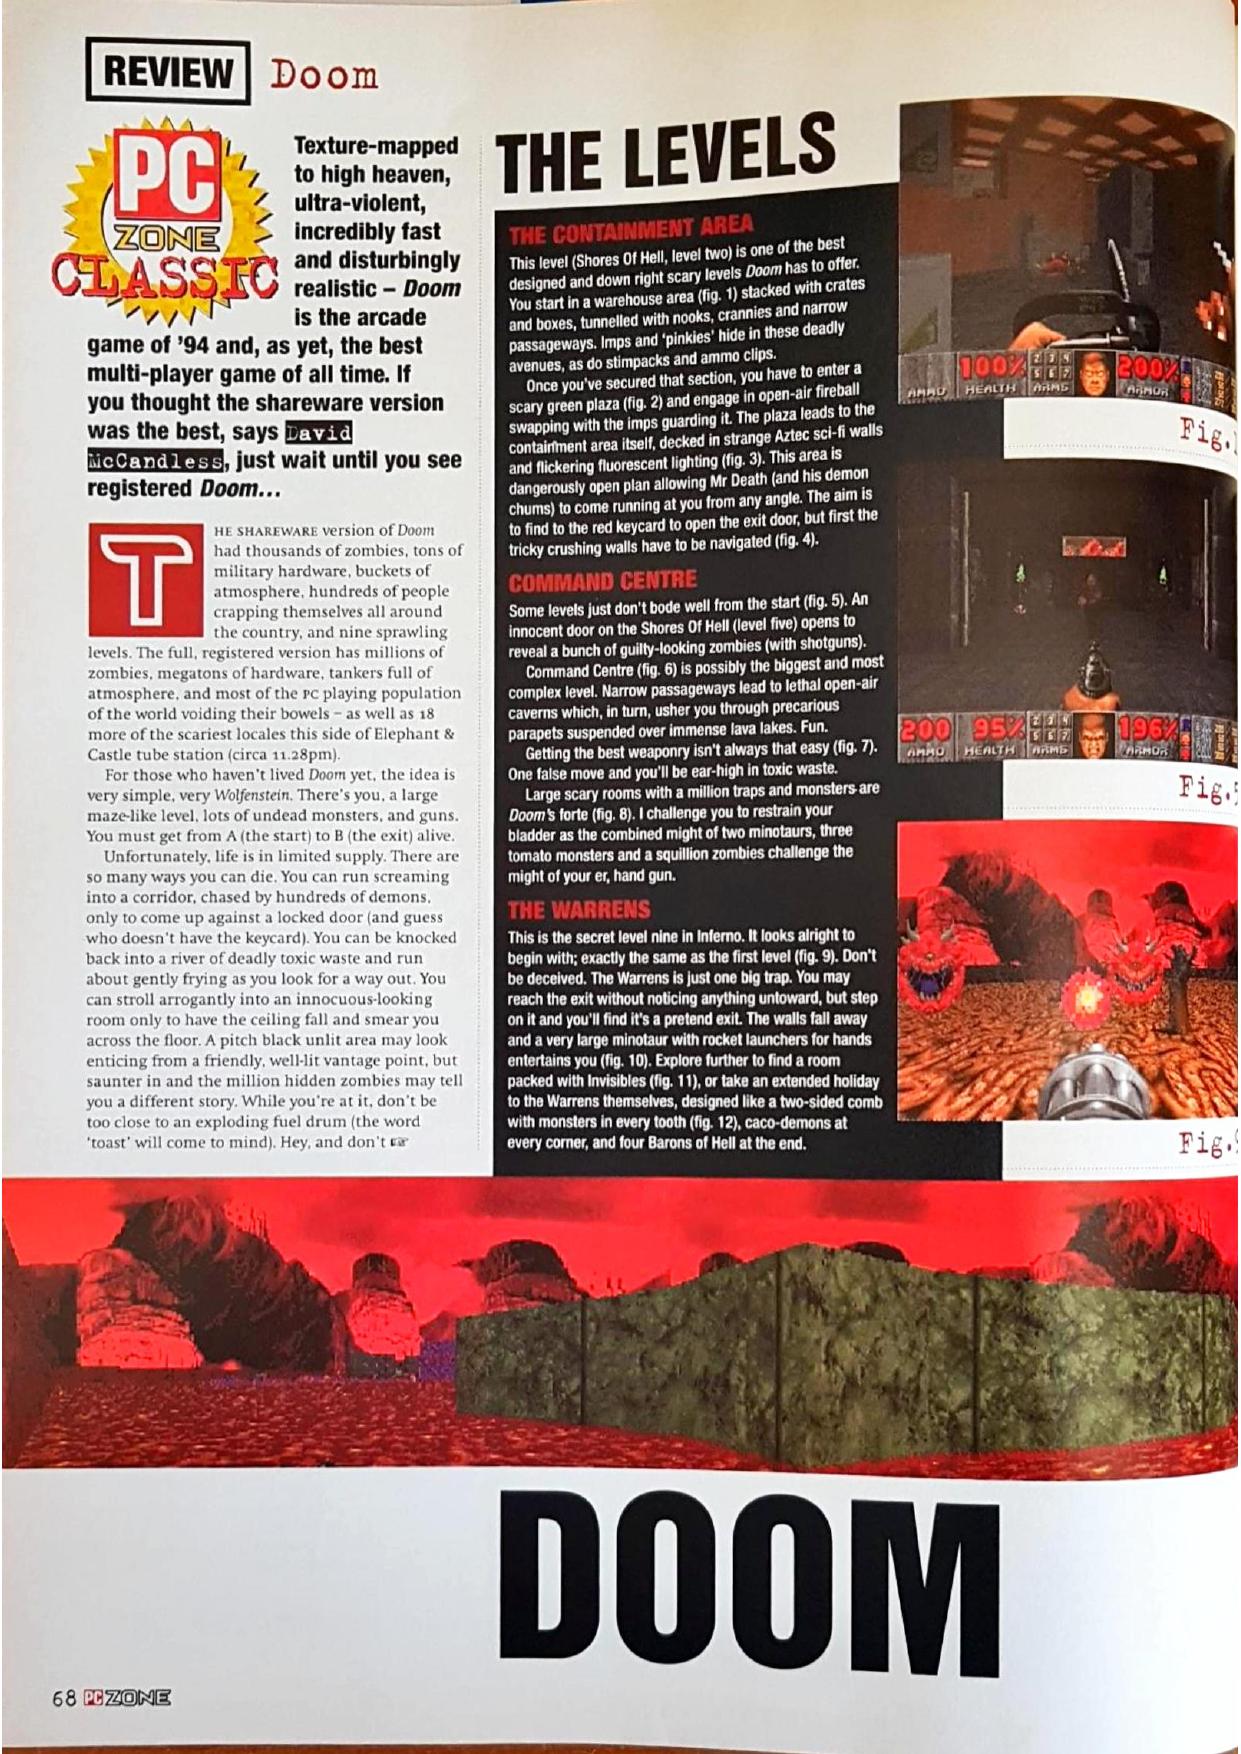 REVIEW Doom
PC
ZONE
CLASSIC
Texture-mapped
to high heaven,
ultra-violent,
incredibly fast
and disturbingly
realistic – Doom
is the arcade
game of '94 and, as yet, the best
multi-player game of all time. If
you thought the shareware version
was the best, says David
McCandless, just wait until you see
registered Doom...
THE SHAREWARE version of Doom
had thousands of zombies, tons of
military hardware, buckets of
atmosphere, hundreds of people
crapping themselves all around
the country, and nine sprawling
levels. The full, registered version has millions of
zombies, megatons of hardware, tankers full of
atmosphere, and most of the PC playing population
of the world voiding their bowels – as well as 18
more of the scariest locales this side of Elephant &
Castle tube station (circa 11.28pm).
For those who haven't lived Doom yet, the idea is
very simple, very Wolfenstein. There's you, a large
maze-like level, lots of undead monsters, and guns.
You must get from A (the start) to B (the exit) alive.
Unfortunately, life is in limited supply. There are
so many ways you can die. You can run screaming
into a corridor, chased by hundreds of demons,
only to come up against a locked door (and guess
who doesn't have the keycard). You can be knocked
back into a river of deadly toxic waste and run
about gently frying as you look for a way out. You
can stroll arrogantly into an innocuous-looking
room only to have the ceiling fall and smear you
across the floor. A pitch black unlit area may look
enticing from a friendly, well-lit vantage point, but
saunter in and the million hidden zombies may tell
you a different story. While you're at it, don't be
too close to an exploding fuel drum (the word
'toast' will come to mind). Hey, and don't ☞
THE LEVELS
THE CONTAINMENT AREA
This level (Shores Of Hell, level two) is one of the best
designed and down right scary levels Doom has to offer.
You start in a warehouse area (fig. 1) stacked with crates
and boxes, tunnelled with nooks, crannies and narrow
passageways. Imps and 'pinkies' hide in these deadly
avenues, as do stimpacks and ammo clips.
Once you've secured that section, you have to enter a
scary green plaza (fig. 2) and engage in open-air fireball
swapping with the imps guarding it. The plaza leads to the
containment area itself, decked in strange Aztec sci-fi walls
and flickering fluorescent lighting (fig. 3). This area is
dangerously open plan allowing Mr Death (and his demon
chums) to come running at you from any angle. The aim is
to find to the red keycard to open the exit door, but first the
tricky crushing walls have to be navigated (fig. 4).
COMMAND CENTRE
Some levels just don't bode well from the start (fig. 5). An
innocent door on the Shores Of Hell (level five) opens to
reveal a bunch of guilty-looking zombies (with shotguns).
Command Centre (fig. 6) is possibly the biggest and most
complex level. Narrow passageways lead to lethal open-air
caverns which, in turn, usher you through precarious
parapets suspended over immense lava lakes. Fun.
Getting the best weaponry isn't always that easy (fig. 7).
One false move and you'll be ear-high in toxic waste.
Large scary rooms with a million traps and monsters are
Doom's forte (fig. 8). I challenge you to restrain your
bladder as the combined might of two minotaurs, three
tomato monsters and a squillion zombies challenge the
might of your er, hand gun.
THE WARRENS
This is the secret level nine in Inferno. It looks alright to
begin with; exactly the same as the first level (fig. 9). Don't
be deceived. The Warrens is just one big trap. You may
reach the exit without noticing anything untoward, but step
on it and you'll find it's a pretend exit. The walls fall away
and a very large minotaur with rocket launchers for hands
entertains you (fig. 10). Explore further to find a room
packed with Invisibles (fig. 11), or take an extended holiday
to the Warrens themselves, designed like a two-sided comb
with monsters in every tooth (fig. 12), caco-demons at
every corner, and four Barons of Hell at the end.
100% 200%
AMMO HEALTH ARMS ARMOR
2 3 4
5 6 7
Fig.
200 95% 196%
AMMO HEALTH ARMS ARMOR
2 3 4
5 6 7
Fig.
Fig.
DOOM
68 PC ZONE